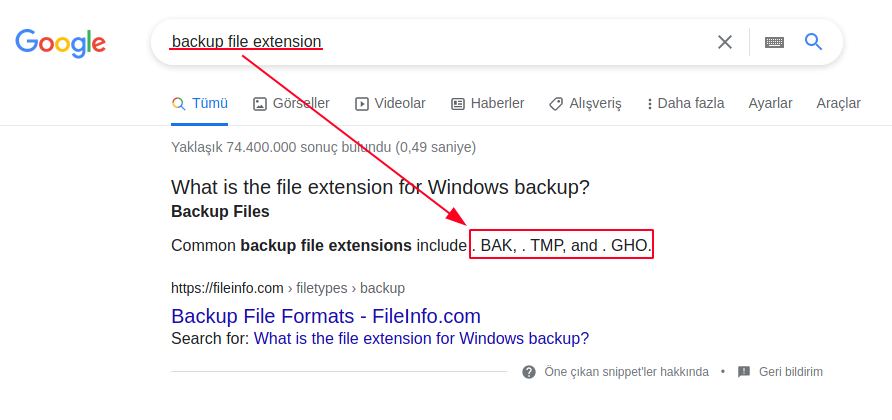 Google
backup file extension
Tümü Görseller Videolar Haberler Alışveriş Daha fazla Ayarlar Araçlar
Yaklaşık 74.400.000 sonuç bulundu (0,49 saniye)
What is the file extension for Windows backup?
Backup Files
Common backup file extensions include . BAK, . TMP, and . GHO.
https://fileinfo.com › filetypes › backup
Backup File Formats - FileInfo.com
Search for: What is the file extension for Windows backup?
Öne çıkan snippet'ler hakkında • Geri bildirim